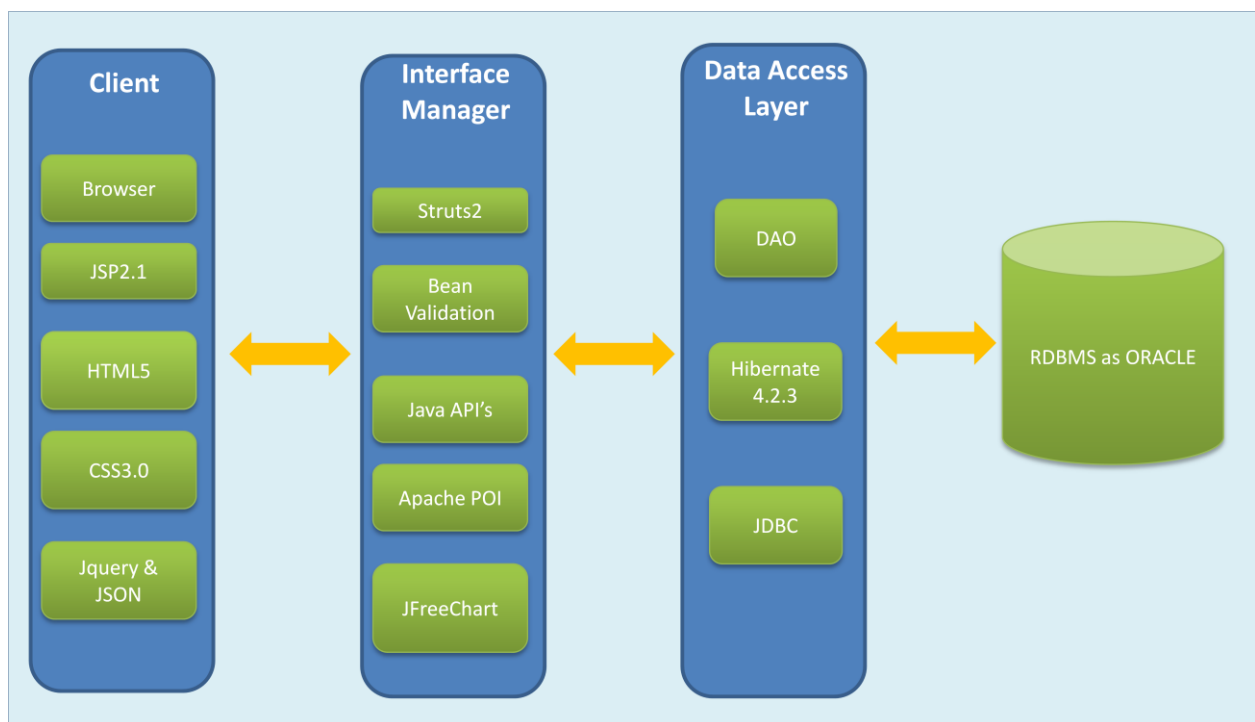 Client
Browser
JSP2.1
HTML5
CSS3.0
Jquery &
JSON
Interface
Manager
Struts2
Bean
Validation
Java API’s
Apache POI
JFreeChart
Data Access
Layer
DAO
Hibernate
4.2.3
JDBC
RDBMS as ORACLE